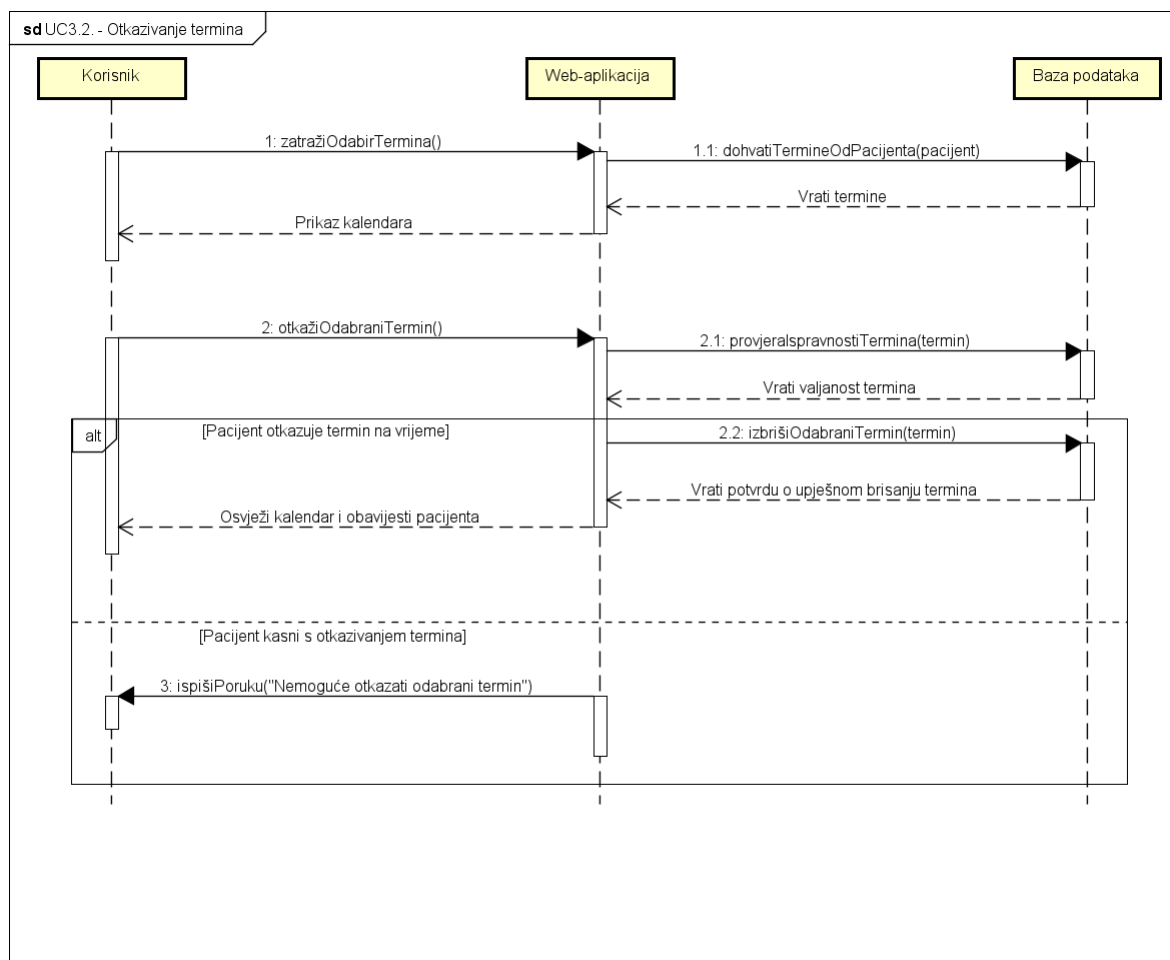 sd UC3.2. - Otkazivanje termina
Korisnik
Web-aplikacija
Baza podataka
1: zatražiOdabirTermina()
1.1: dohvatiTermineOdPacijenta(pacijent)
Vrati termine
Prikaz kalendara
2: otkažiOdabraniTermin()
2.1: provjeraIspravnostiTermina(termin)
Vrati valjanost termina
alt
[Pacijent otkazuje termin na vrijeme]
2.2: izbrišiOdabraniTermin(termin)
Vrati potvrdu o upješnom brisanju termina
Osvježi kalendar i obavijesti pacijenta
[Pacijent kasni s otkazivanjem termina]
3: ispišiPoruku("Nemoguće otkazati odabrani termin")